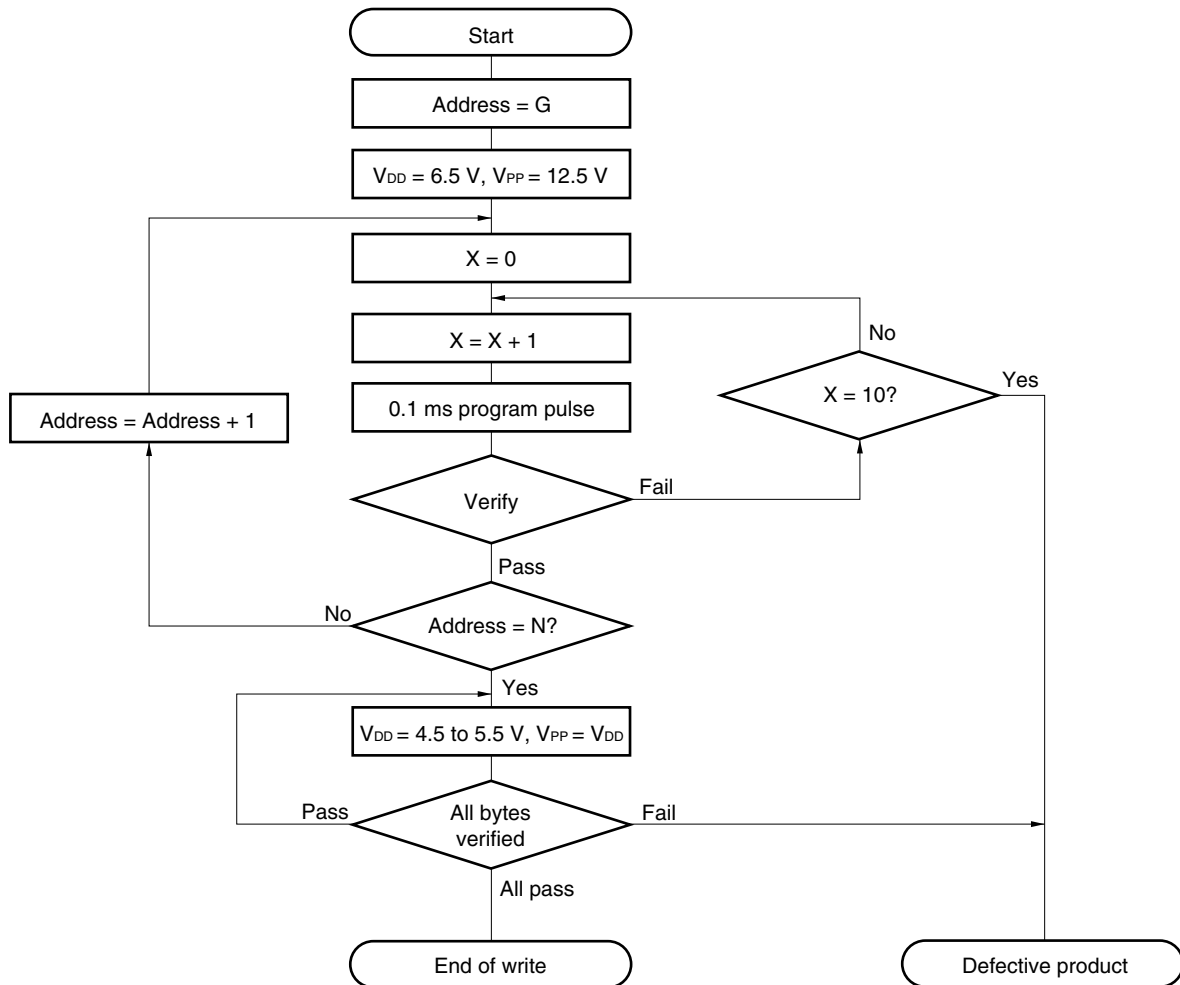 Start
Address = G
VDD = 6.5 V, VPP = 12.5 V
X = 0
X = X + 1
No
X = 10?
Yes
Address = Address + 1
0.1 ms program pulse
Verify
Fail
Pass
No
Address = N?
Yes
VDD = 4.5 to 5.5 V, VPP = VDD
Pass
All bytes
verified
Fail
All pass
End of write
Defective product